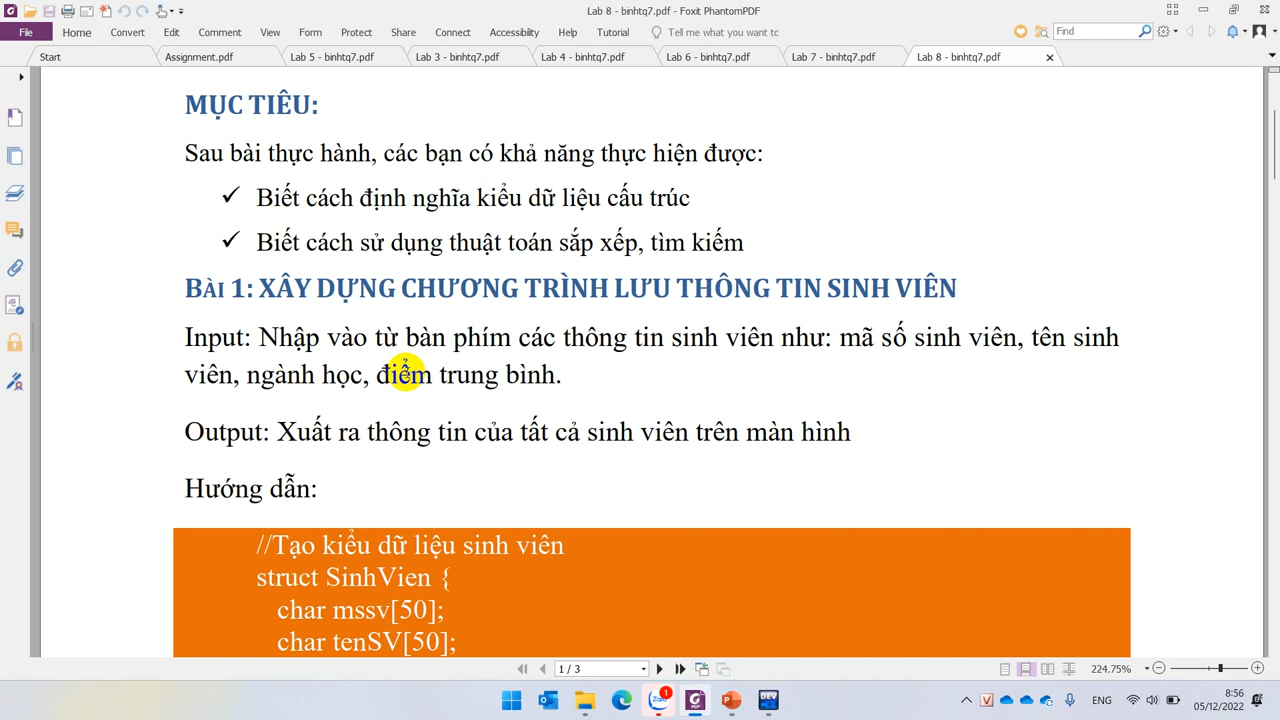 Lab 8 - binhtq7.pdf - Foxit PhantomPDF
File Home Convert Edit Comment View Form Protect Share Connect Accessibility Help Tutorial Tell me what you want to Find
Start Assignment.pdf Lab 5 - binhtq7.pdf Lab 3 - binhtq7.pdf Lab 4 - binhtq7.pdf Lab 6 - binhtq7.pdf Lab 7 - binhtq7.pdf Lab 8 - binhtq7.pdf
MỤC TIÊU:
Sau bài thực hành, các bạn có khả năng thực hiện được:
✓ Biết cách định nghĩa kiểu dữ liệu cấu trúc
✓ Biết cách sử dụng thuật toán sắp xếp, tìm kiếm
BÀI 1: XÂY DỰNG CHƯƠNG TRÌNH LƯU THÔNG TIN SINH VIÊN
Input: Nhập vào từ bàn phím các thông tin sinh viên như: mã số sinh viên, tên sinh
viên, ngành học, điểm trung bình.
Output: Xuất ra thông tin của tất cả sinh viên trên màn hình
Hướng dẫn:
//Tạo kiểu dữ liệu sinh viên
struct SinhVien {
char mssv[50];
char tenSV[50];
1 / 3 224.75%
Zalo 1 PDF P DEV V ENG 8:56
05/12/2022